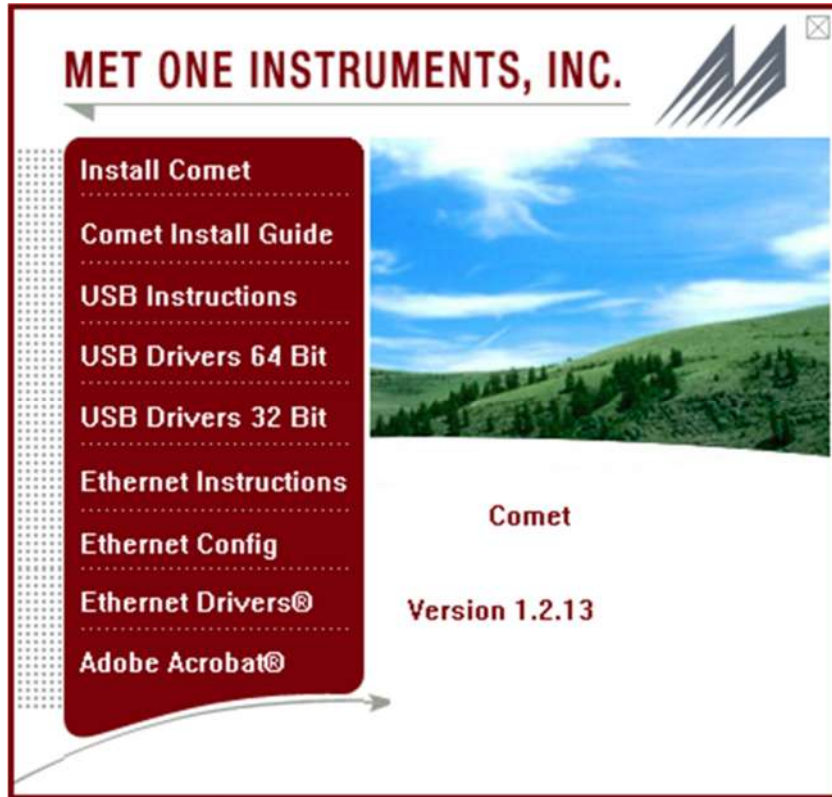 MET ONE INSTRUMENTS, INC.
Install Comet
Comet Install Guide
USB Instructions
USB Drivers 64 Bit
USB Drivers 32 Bit
Ethernet Instructions
Ethernet Config
Ethernet Drivers®
Adobe Acrobat®
Comet
Version 1.2.13